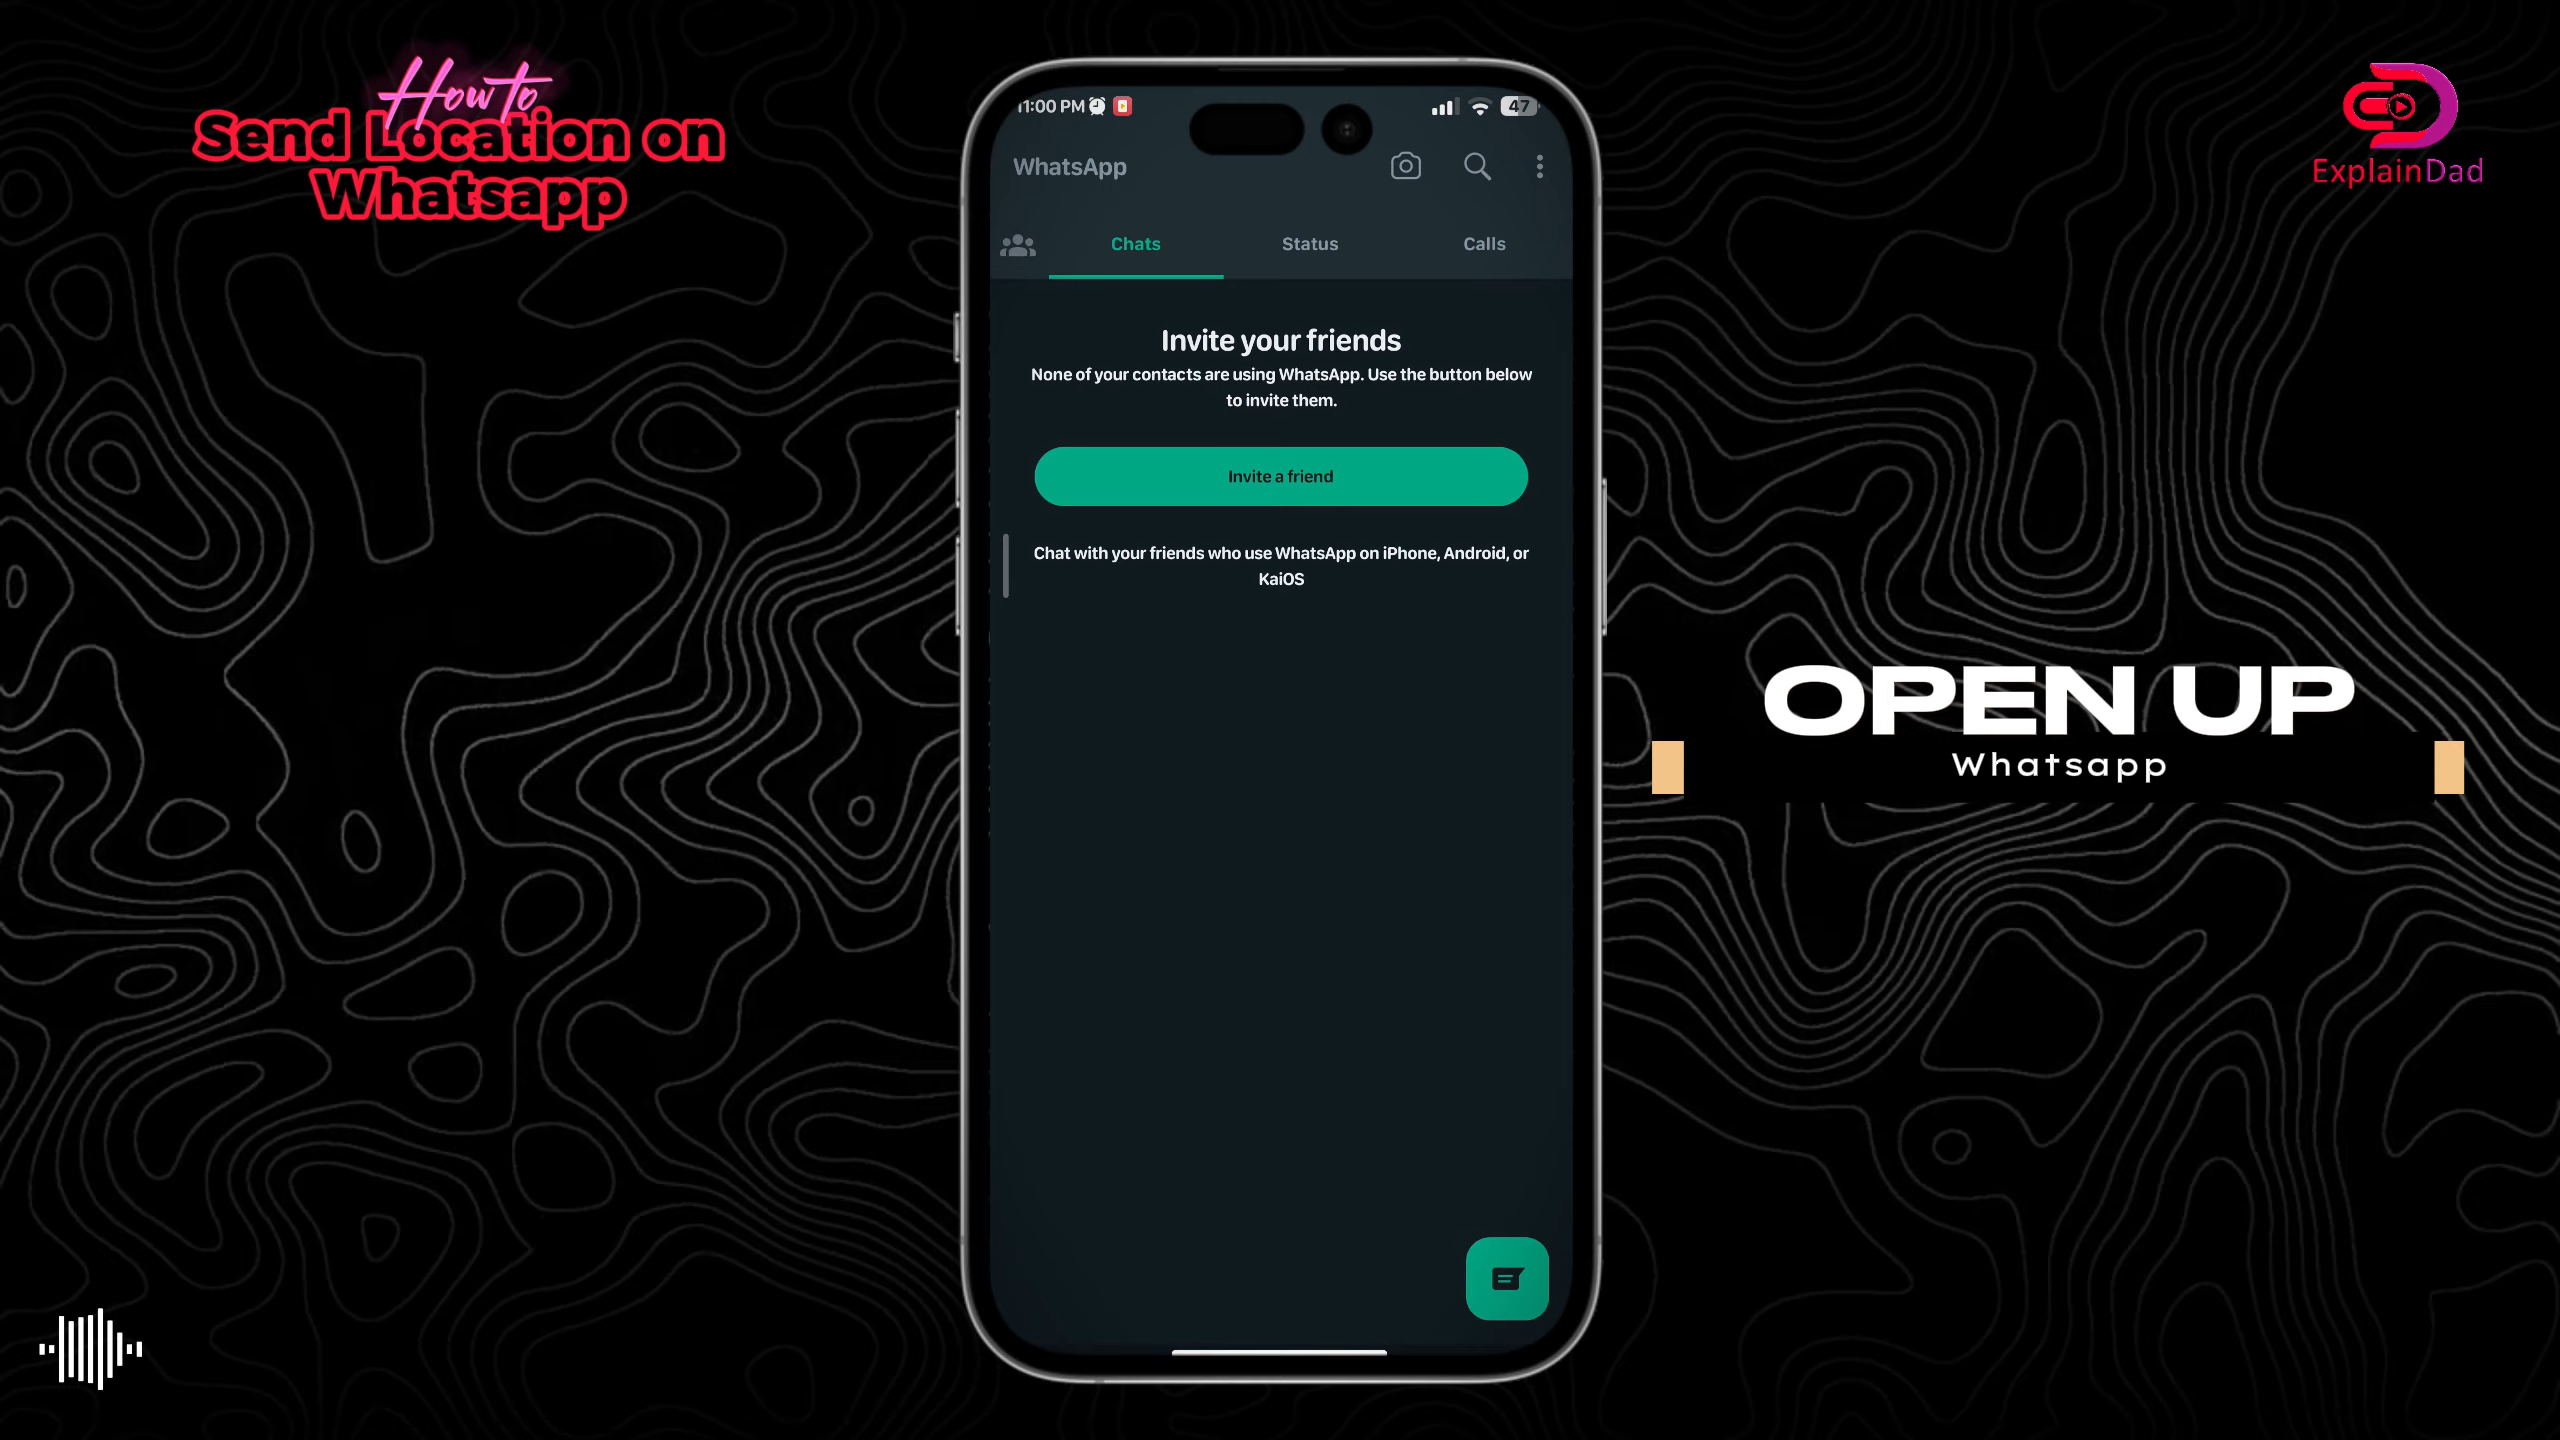 How to
Send Location on
Whatsapp
ExplainDad
11:00 PM
47
WhatsApp
Chats
Status
Calls
Invite your friends
None of your contacts are using WhatsApp. Use the button below
to invite them.
Invite a friend
Chat with your friends who use WhatsApp on iPhone, Android, or
KaiOS
OPEN UP
Whatsapp